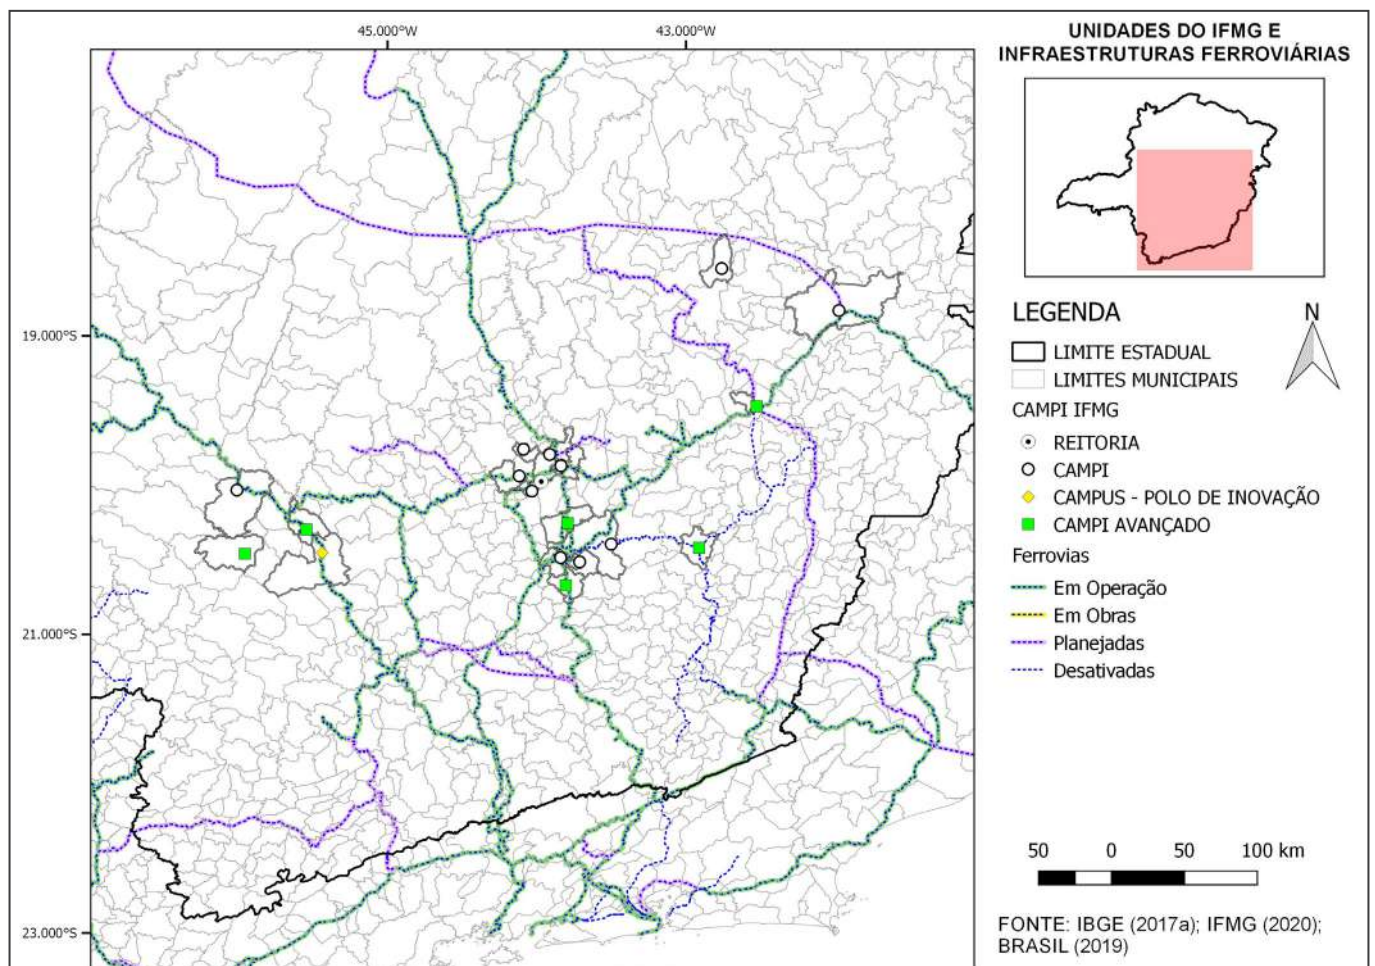 45.000°W
43.000°W
19.000°S
21.000°S
23.000°S
UNIDADES DO IFMG E
INFRAESTRUTURAS FERROVIÁRIAS
LEGENDA
N
LIMITE ESTADUAL
LIMITES MUNICIPAIS
CAMPI IFMG
REITORIA
CAMPI
CAMPUS - POLO DE INOVAÇÃO
CAMPI AVANÇADO
Ferrovias
Em Operação
Em Obras
Planejadas
Desativadas
50 0 50 100 km
FONTE: IBGE (2017a); IFMG (2020);
BRASIL (2019)